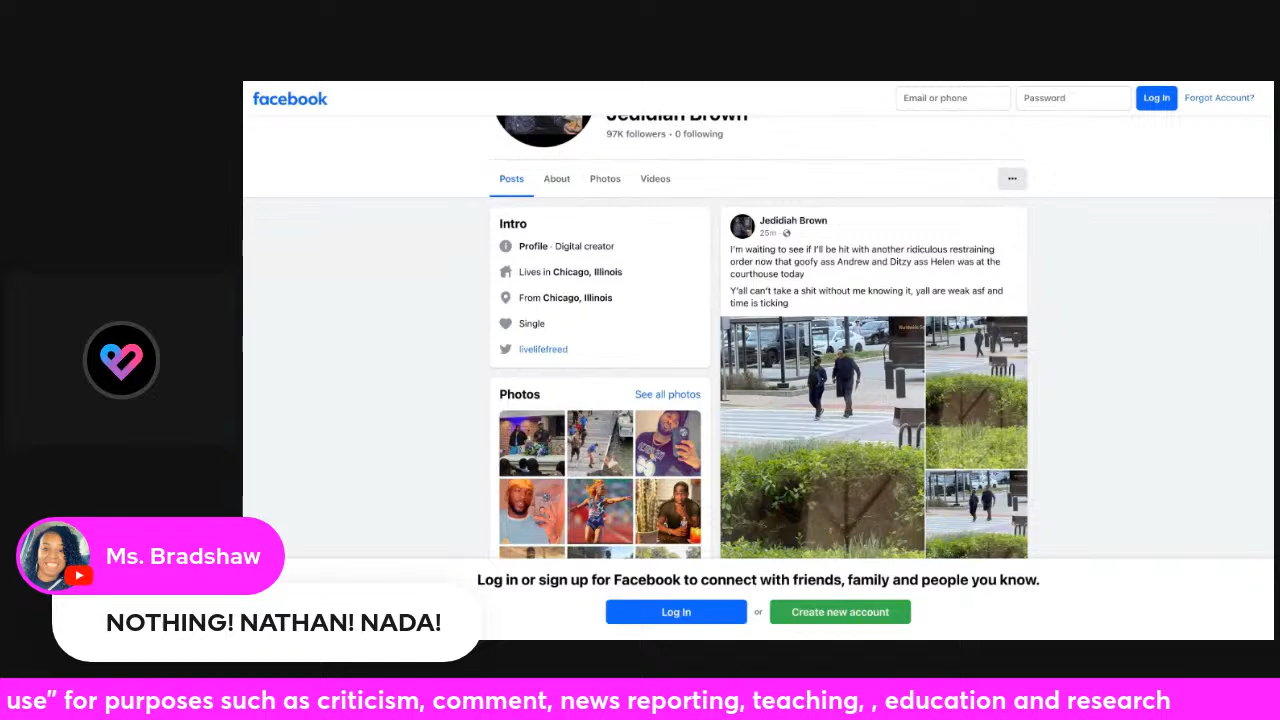 facebook
Email or phone
Password
Log In
Forgot Account?
Jedidiah Brown
97K followers • 0 following
Posts
About
Photos
Videos
Intro
Profile · Digital creator
Lives in Chicago, Illinois
From Chicago, Illinois
Single
livelifefreed
Photos
See all photos
Jedidiah Brown
25m ·
I'm waiting to see if I'll be hit with another ridiculous restraining
order now that goofy ass Andrew and Ditzy ass Helen was at the
courthouse today
Y'all can't take a shit without me knowing it, yall are weak asf and
time is ticking
Log in or sign up for Facebook to connect with friends, family and people you know.
Log In
or
Create new account
Ms. Bradshaw
NOTHING! NATHAN! NADA!
use” for purposes such as criticism, comment, news reporting, teaching, , education and research